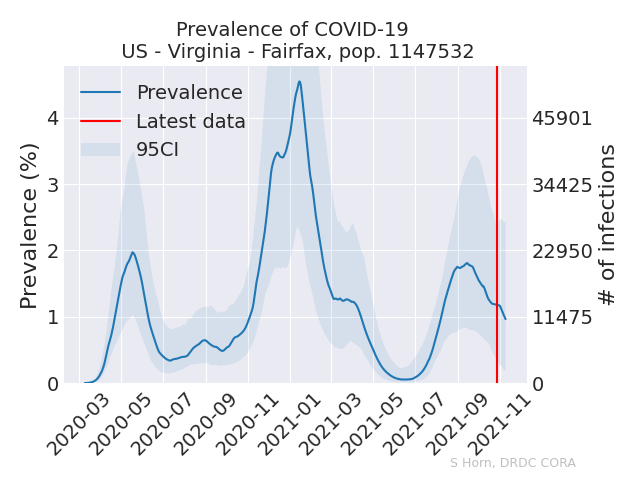 Prevalence of COVID-19
US - Virginia - Fairfax, pop. 1147532
Prevalence
Latest data
95CI
Prevalence (%)
4
3
2
1
0
45901
34425
22950
11475
0
# of infections
2020-03
2020-05
2020-07
2020-09
2020-11
2021-01
2021-03
2021-05
2021-07
2021-09
2021-11
S Horn, DRDC CORA